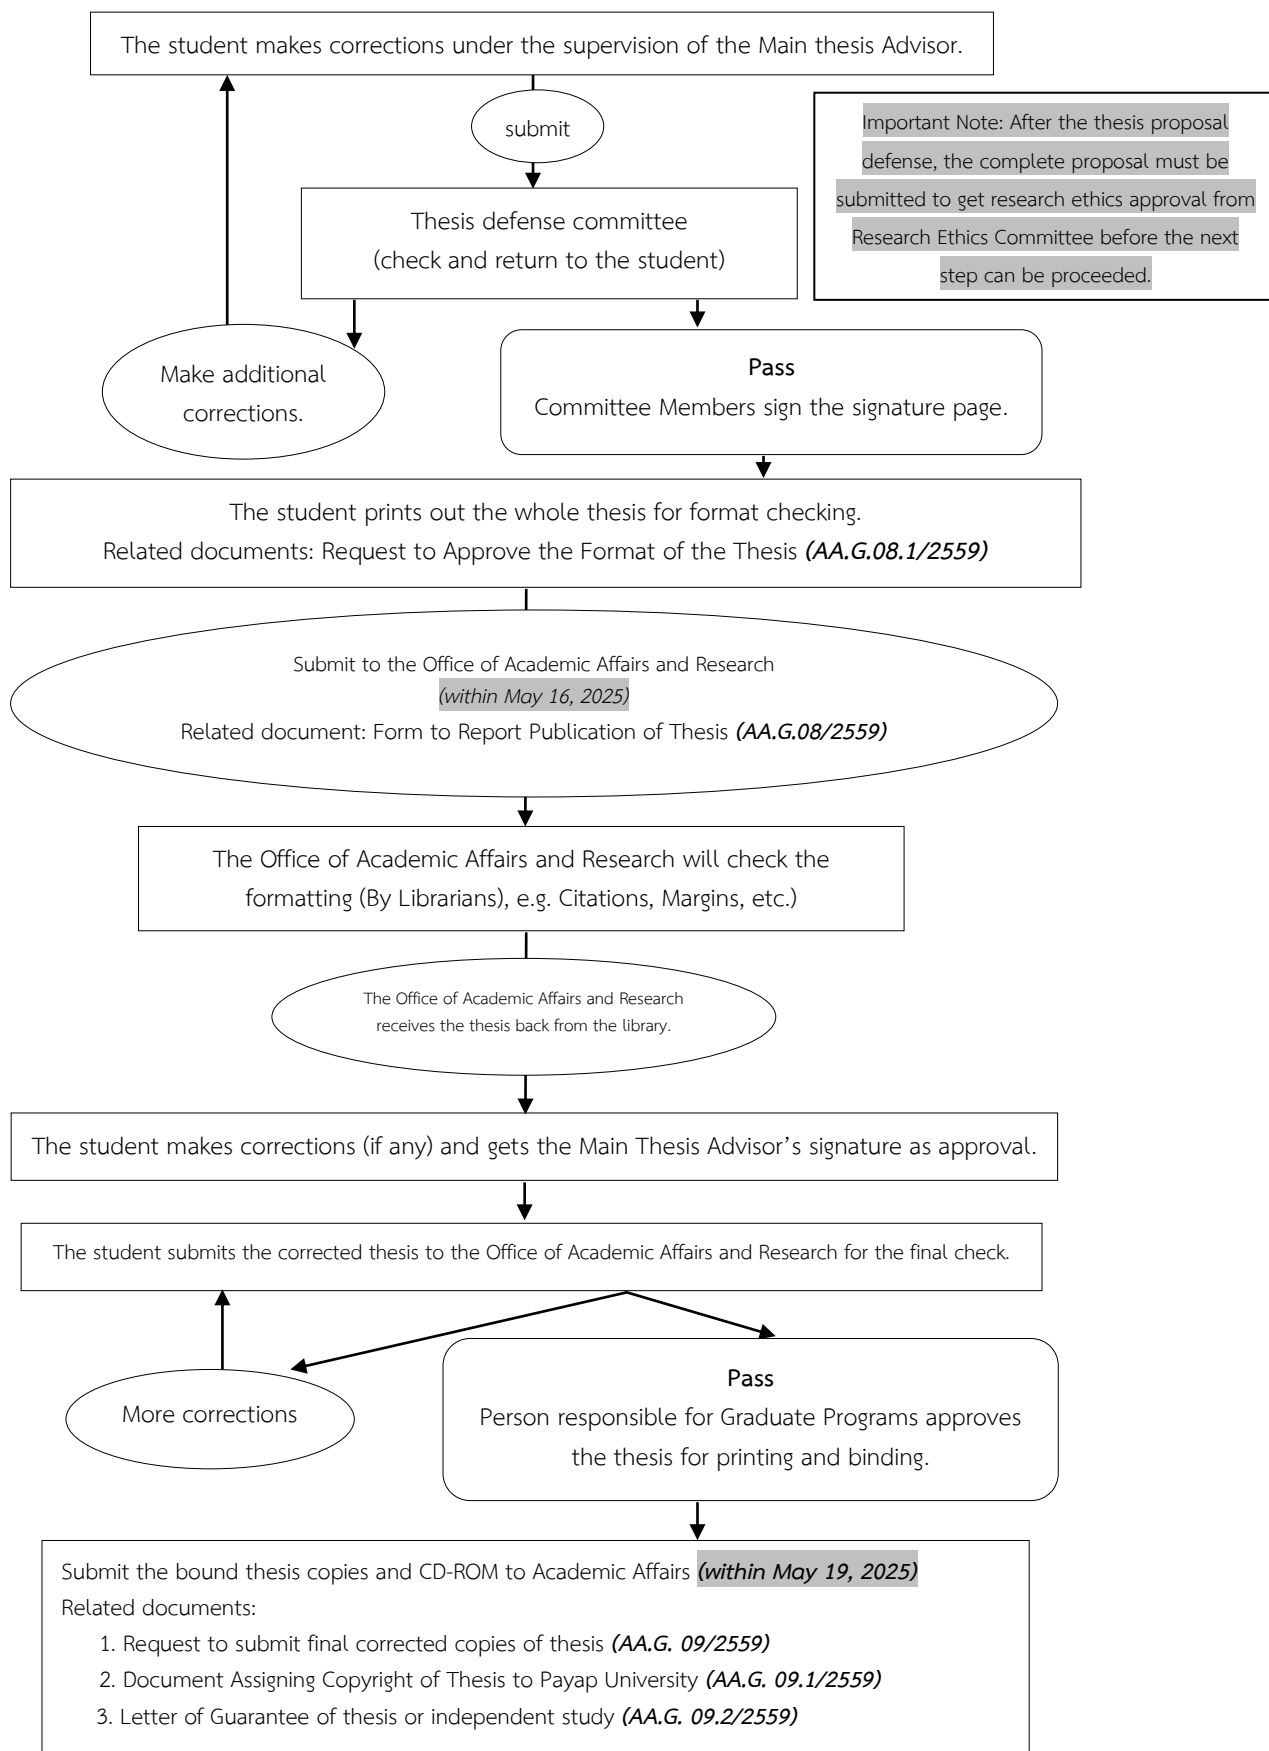 The student makes corrections under the supervision of the Main thesis Advisor.
submit
Important Note: After the thesis proposal
defense, the complete proposal must be
submitted to get research ethics approval from
Research Ethics Committee before the next
step can be proceeded.
Thesis defense committee
(check and return to the student)
Make additional
corrections.
Pass
Committee Members sign the signature page.
The student prints out the whole thesis for format checking.
Related documents: Request to Approve the Format of the Thesis (AA.G.08.1/2559)
Submit to the Office of Academic Affairs and Research
(within May 16, 2025)
Related document: Form to Report Publication of Thesis (AA.G.08/2559)
The Office of Academic Affairs and Research will check the
formatting (By Librarians), e.g. Citations, Margins, etc.)
The Office of Academic Affairs and Research
receives the thesis back from the library.
The student makes corrections (if any) and gets the Main Thesis Advisor’s signature as approval.
The student submits the corrected thesis to the Office of Academic Affairs and Research for the final check.
More corrections
Pass
Person responsible for Graduate Programs approves
the thesis for printing and binding.
Submit the bound thesis copies and CD-ROM to Academic Affairs (within May 19, 2025)
Related documents:
1. Request to submit final corrected copies of thesis (AA.G. 09/2559)
2. Document Assigning Copyright of Thesis to Payap University (AA.G. 09.1/2559)
3. Letter of Guarantee of thesis or independent study (AA.G. 09.2/2559)